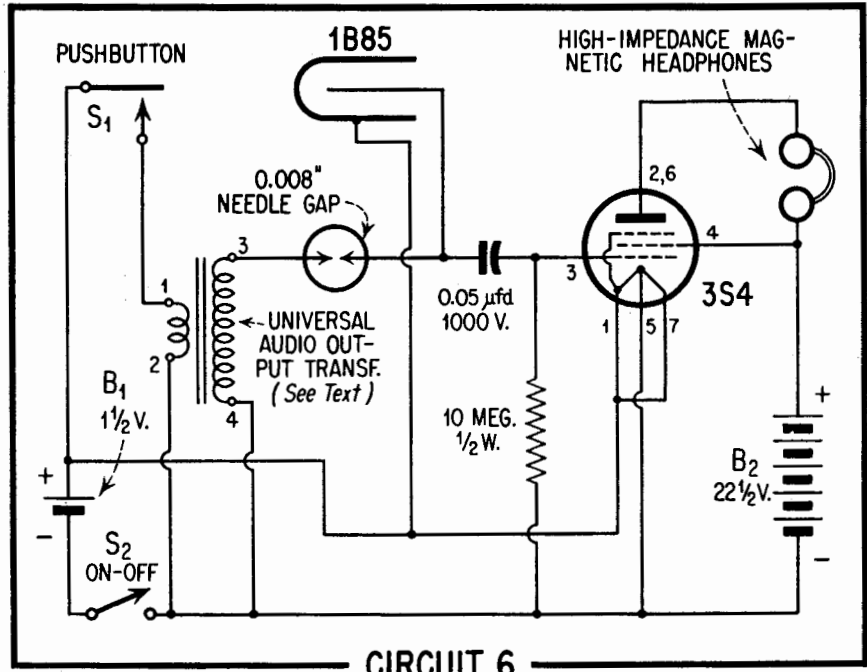 PUSHBUTTON
S1
1B85
HIGH-IMPEDANCE MAG-
NETIC HEADPHONES
0.008"
NEEDLE GAP
2,6
4
3
3S4
1
5
7
0.05 µfd
1000 V.
3
1
2
4
UNIVERSAL
AUDIO OUT-
PUT TRANSF.
(See Text)
B1
1½ V.
+
-
10 MEG.
½ W.
+
B2
22½V.
-
S2
ON-OFF
CIRCUIT 6